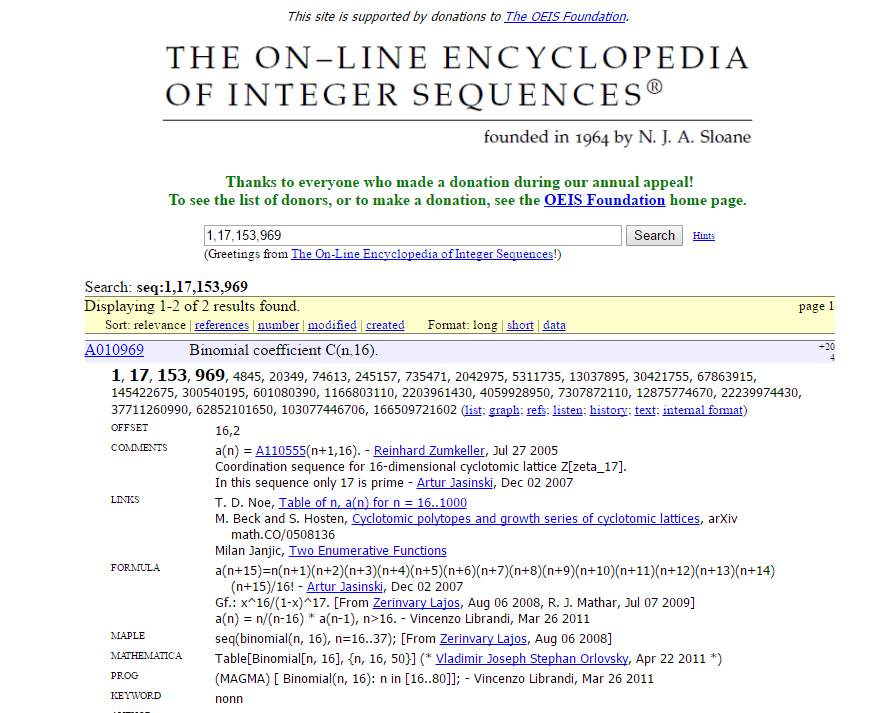 This site is supported by donations to The OEIS Foundation.
THE ON–LINE ENCYCLOPEDIA
OF INTEGER SEQUENCES®
founded in 1964 by N. J. A. Sloane
Thanks to everyone who made a donation during our annual appeal!
To see the list of donors, or to make a donation, see the OEIS Foundation home page.
1,17,153,969 Search Hints
(Greetings from The On-Line Encyclopedia of Integer Sequences!)
Search: seq:1,17,153,969
Displaying 1-2 of 2 results found. page 1
Sort: relevance | references | number | modified | created Format: long | short | data
A010969 Binomial coefficient C(n,16). +20
4
1, 17, 153, 969, 4845, 20349, 74613, 245157, 735471, 2042975, 5311735, 13037895, 30421755, 67863915,
145422675, 300540195, 601080390, 1166803110, 2203961430, 4059928950, 7307872110, 12875774670, 22239974430,
37711260990, 62852101650, 103077446706, 166509721602 (list; graph; refs; listen; history; text; internal format)
OFFSET 16,2
COMMENTS a(n) = A110555(n+1,16). - Reinhard Zumkeller, Jul 27 2005
Coordination sequence for 16-dimensional cyclotomic lattice Z[zeta_17].
In this sequence only 17 is prime - Artur Jasinski, Dec 02 2007
LINKS T. D. Noe, Table of n, a(n) for n = 16..1000
M. Beck and S. Hosten, Cyclotomic polytopes and growth series of cyclotomic lattices, arXiv
math.CO/0508136
Milan Janjic, Two Enumerative Functions
FORMULA a(n+15)=n(n+1)(n+2)(n+3)(n+4)(n+5)(n+6)(n+7)(n+8)(n+9)(n+10)(n+11)(n+12)(n+13)(n+14)
(n+15)/16! - Artur Jasinski, Dec 02 2007
Gf.: x^16/(1-x)^17. [From Zerinvary Lajos, Aug 06 2008, R. J. Mathar, Jul 07 2009]
a(n) = n/(n-16) * a(n-1), n>16. - Vincenzo Librandi, Mar 26 2011
MAPLE seq(binomial(n, 16), n=16..37); [From Zerinvary Lajos, Aug 06 2008]
MATHEMATICA Table[Binomial[n, 16], {n, 16, 50}] (* Vladimir Joseph Stephan Orlovsky, Apr 22 2011 *)
PROG (MAGMA) [ Binomial(n, 16): n in [16..80]]; - Vincenzo Librandi, Mar 26 2011
KEYWORD nonn